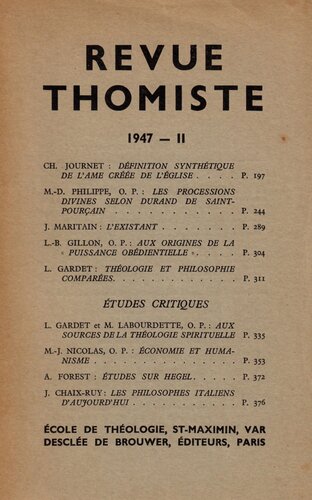 REVUE
THOMISTE
1947 — II
CH. JOURNET : DÉFINITION SYNTHÉTIQUE
DE L'AME CRÉÉE DE L'ÉGLISE . . . . P. 197
M.-D. PHILIPPE, O. P. : LES PROCESSIONS
DIVINES SELON DURAND DE SAINT-
POURÇAIN . . . . . . . . . . . P. 244
J. MARITAIN : L'EXISTANT . . . . . . P. 289
L.-B. GILLON, O. P. : AUX ORIGINES DE LA
« PUISSANCE OBÉDIENTIELLE » . . . . P. 304
L. GARDET : THÉOLOGIE ET PHILOSOPHIE
COMPARÉES. . . . . . . . . . . . P. 311
ÉTUDES CRITIQUES
L. GARDET et M. LABOURDETTE, O. P. : AUX
SOURCES DE LA THÉOLOGIE SPIRITUELLE P. 335
M.-J. NICOLAS, O. P. : ÉCONOMIE ET HUMA-
NISME . . . . . . . . . . . . . P. 353
A. FOREST : ÉTUDES SUR HEGEL . . . . . P. 372
J. CHAIX-RUY : LES PHILOSOPHES ITALIENS
D'AUJOURD'HUI . . . . . . . . . . P. 376
ÉCOLE DE THÉOLOGIE, ST-MAXIMIN, VAR
DESCLÉE DE BROUWER, ÉDITEURS, PARIS